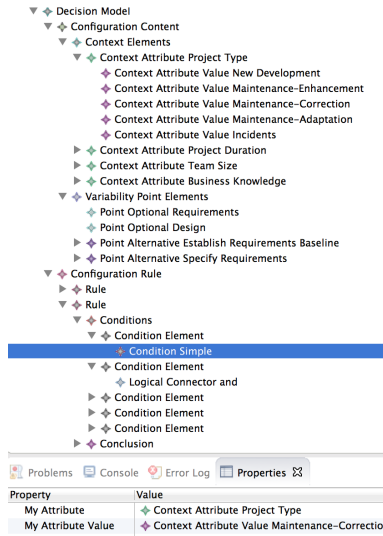 Decision Model
Configuration Content
Context Elements
Context Attribute Project Type
Context Attribute Value New Development
Context Attribute Value Maintenance-Enhancement
Context Attribute Value Maintenance-Correction
Context Attribute Value Maintenance-Adaptation
Context Attribute Value Incidents
Context Attribute Project Duration
Context Attribute Team Size
Context Attribute Business Knowledge
Variability Point Elements
Point Optional Requirements
Point Optional Design
Point Alternative Establish Requirements Baseline
Point Alternative Specify Requirements
Configuration Rule
Rule
Rule
Conditions
Condition Element
Condition Simple
Condition Element
Logical Connector and
Condition Element
Condition Element
Condition Element
Conclusion
Problems Console Error Log Properties
Property Value
My Attribute Context Attribute Project Type
My Attribute Value Context Attribute Value Maintenance-Correctio